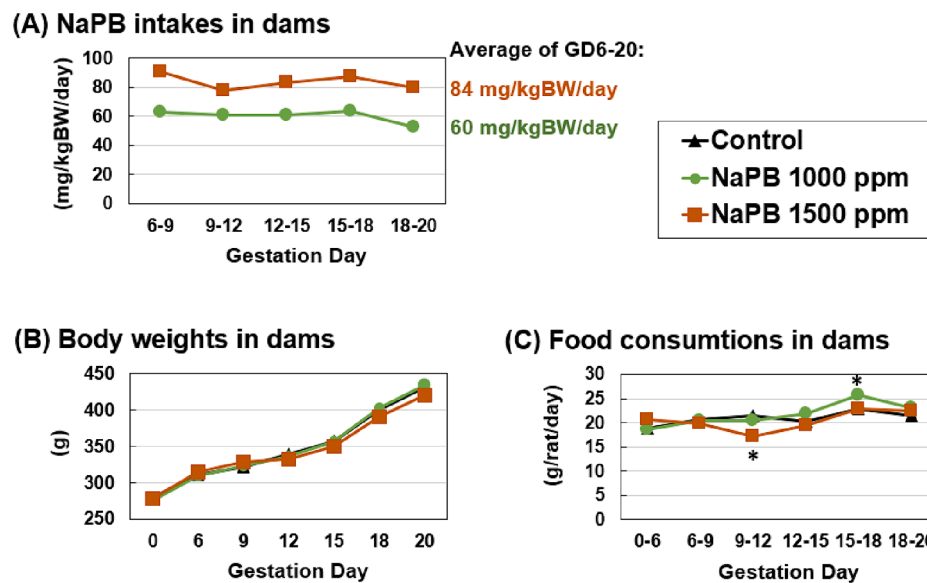 (A) NaPB intakes in dams
Average of GD6-20:
84 mg/kgBW/day
60 mg/kgBW/day
(mg/kgBW/day)
100
80
60
40
20
0
6-9 9-12 12-15 15-18 18-20
Gestation Day
Control
NaPB 1000 ppm
NaPB 1500 ppm
(B) Body weights in dams
(g)
450
400
350
300
250
0 6 9 12 15 18 20
Gestation Day
(C) Food consumtions in dams
(g/rat/day)
30
25
20
15
10
5
0
*
*
0-6 6-9 9-12 12-15 15-18 18-20
Gestation Day